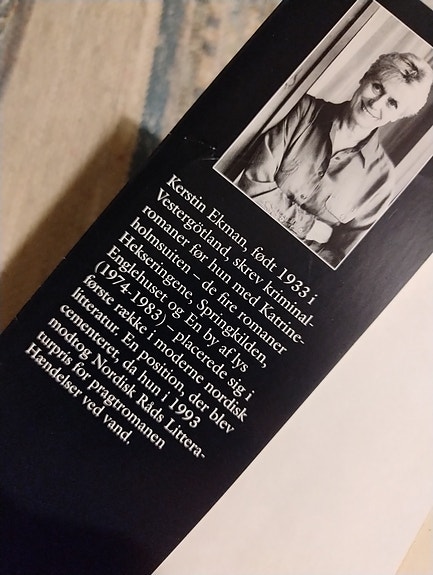 Kerstin Ekman, født 1933 i
Vestergötland, skrev kriminal-
romaner før hun med Katrine-
holmsuiten – de fire romaner
Hekseringene, Springkilden,
Englehuset og En by af lys
(1974-1983) – placerede sig i
første række i moderne nordisk
litteratur. En position, der blev
cementeret, da hun i 1993
modtog Nordisk Råds Littera-
turpris for pragtromanen
Hændelser ved vand.